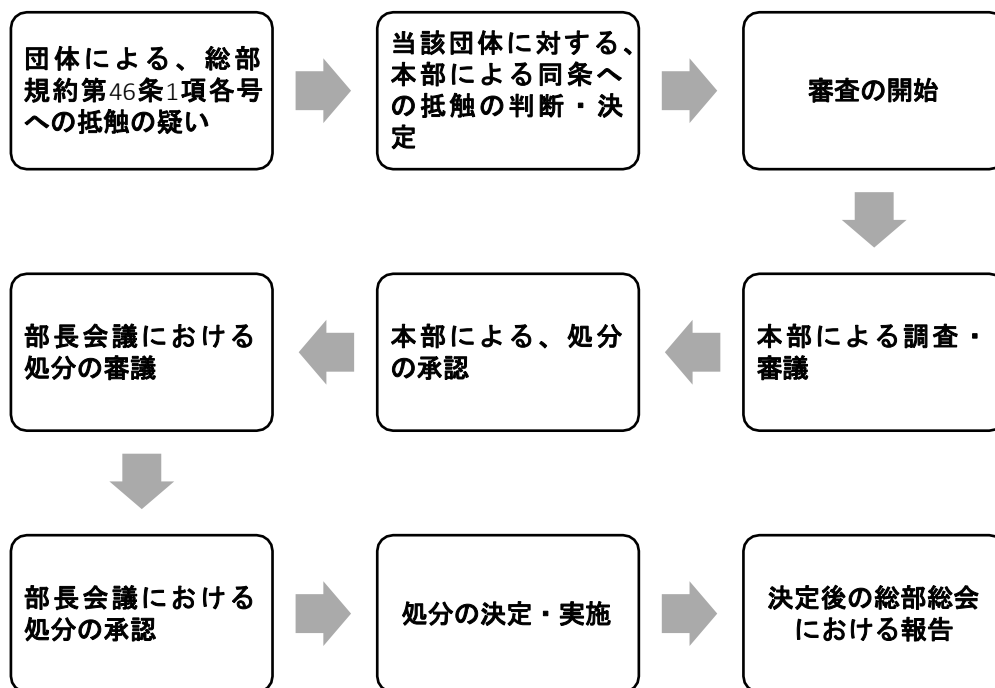 団体による、総部
規約第46条1項各号
への抵触の疑い
当該団体に対する、
本部による同条へ
の抵触の判断・決
定
審査の開始
本部による調査・
審議
本部による、処分
の承認
部長会議における
処分の審議
部長会議における
処分の承認
処分の決定・実施
決定後の総部総会
における報告